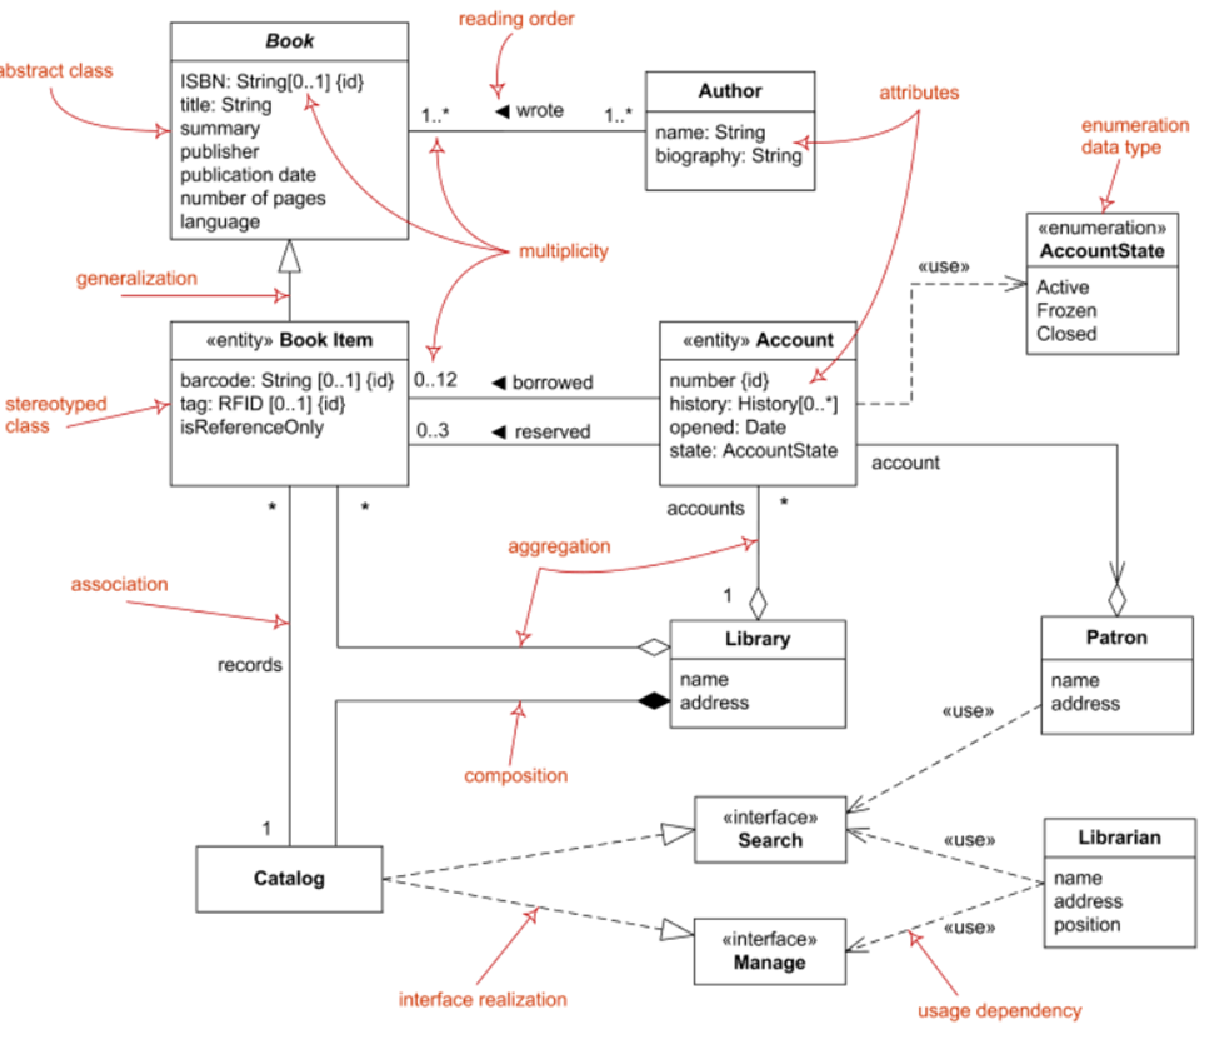 reading order
Book
abstract class
ISBN: String[0..1] {id}
title: String
summary
publisher
publication date
number of pages
language
1..*
◄ wrote
1..*
Author
name: String
biography: String
attributes
enumeration
data type
«enumeration»
AccountState
Active
Frozen
Closed
multiplicity
generalization
«use»
«entity» Book Item
barcode: String [0..1] {id}
tag: RFID [0..1] {id}
isReferenceOnly
stereotyped
class
0..12
◄ borrowed
0..3
◄ reserved
«entity» Account
number {id}
history: History[0..*]
opened: Date
state: AccountState
account
*
*
accounts
*
aggregation
association
1
records
Library
name
address
Patron
name
address
«use»
composition
1
Catalog
«interface»
Search
«use»
Librarian
name
address
position
«use»
«interface»
Manage
interface realization
usage dependency